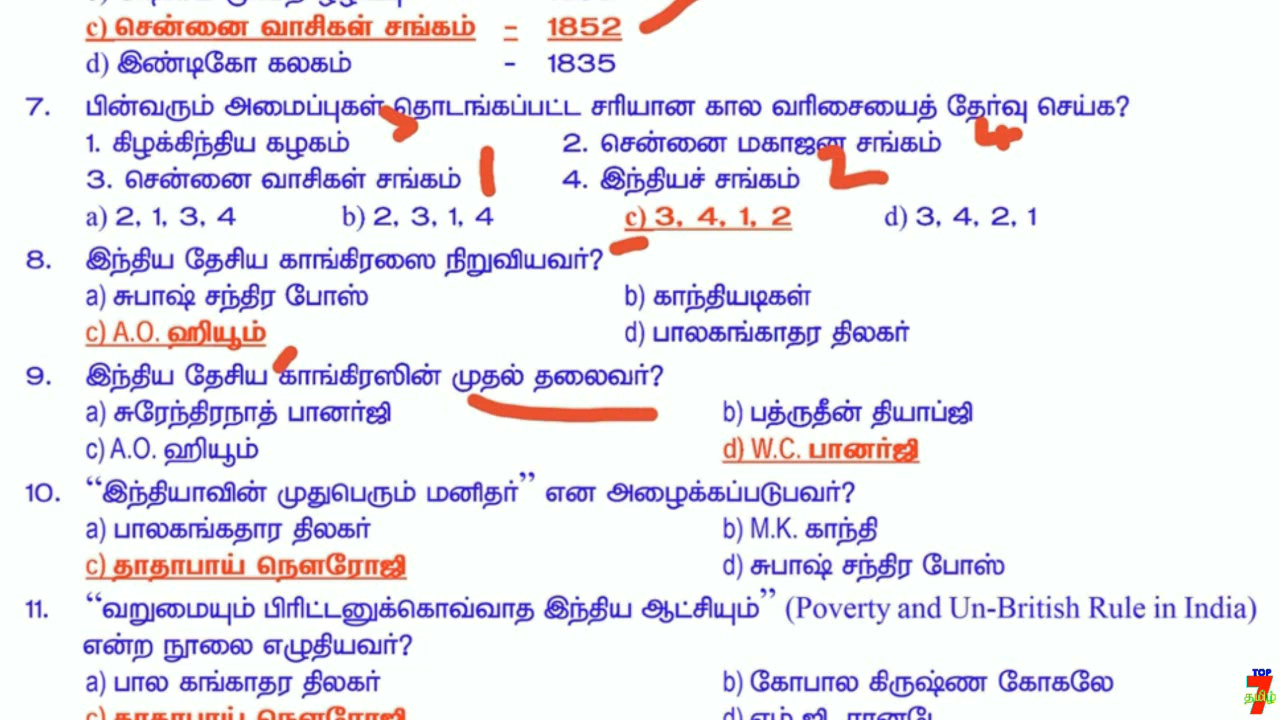 c) சென்னை வாசிகள் சங்கம் – 1852
d) இண்டிகோ கலகம் - 1835
7. பின்வரும் அமைப்புகள் தொடங்கப்பட்ட சரியான கால வரிசையைத் தேர்வு செய்க?
1. கிழக்கிந்திய கழகம் 2. சென்னை மகாஜன சங்கம் 4
3. சென்னை வாசிகள் சங்கம் 1 4. இந்தியச் சங்கம் 2
a) 2, 1, 3, 4 b) 2, 3, 1, 4 c) 3, 4, 1, 2 d) 3, 4, 2, 1
8. இந்திய தேசிய காங்கிரஸை நிறுவியவர்?
a) சுபாஷ் சந்திர போஸ் b) காந்தியடிகள்
c) A.O. ஹியூம் d) பாலகங்காதர திலகர்
9. இந்திய தேசிய காங்கிரஸின் முதல் தலைவர்?
a) சுரேந்திரநாத் பானர்ஜி b) பத்ருதீன் தியாப்ஜி
c) A.O. ஹியூம் d) W.C. பானர்ஜி
10. “இந்தியாவின் முதுபெரும் மனிதர்” என அழைக்கப்படுபவர்?
a) பாலகங்கதார திலகர் b) M.K. காந்தி
c) தாதாபாய் நௌரோஜி d) சுபாஷ் சந்திர போஸ்
11. “வறுமையும் பிரிட்டனுக்கொவ்வாத இந்திய ஆட்சியும்” (Poverty and Un-British Rule in India)
என்ற நூலை எழுதியவர்?
a) பால கங்காதர திலகர் b) கோபால கிருஷ்ண கோகலே
c) தாதாபாய் நௌரோஜி
TOP
7
தமிழ்